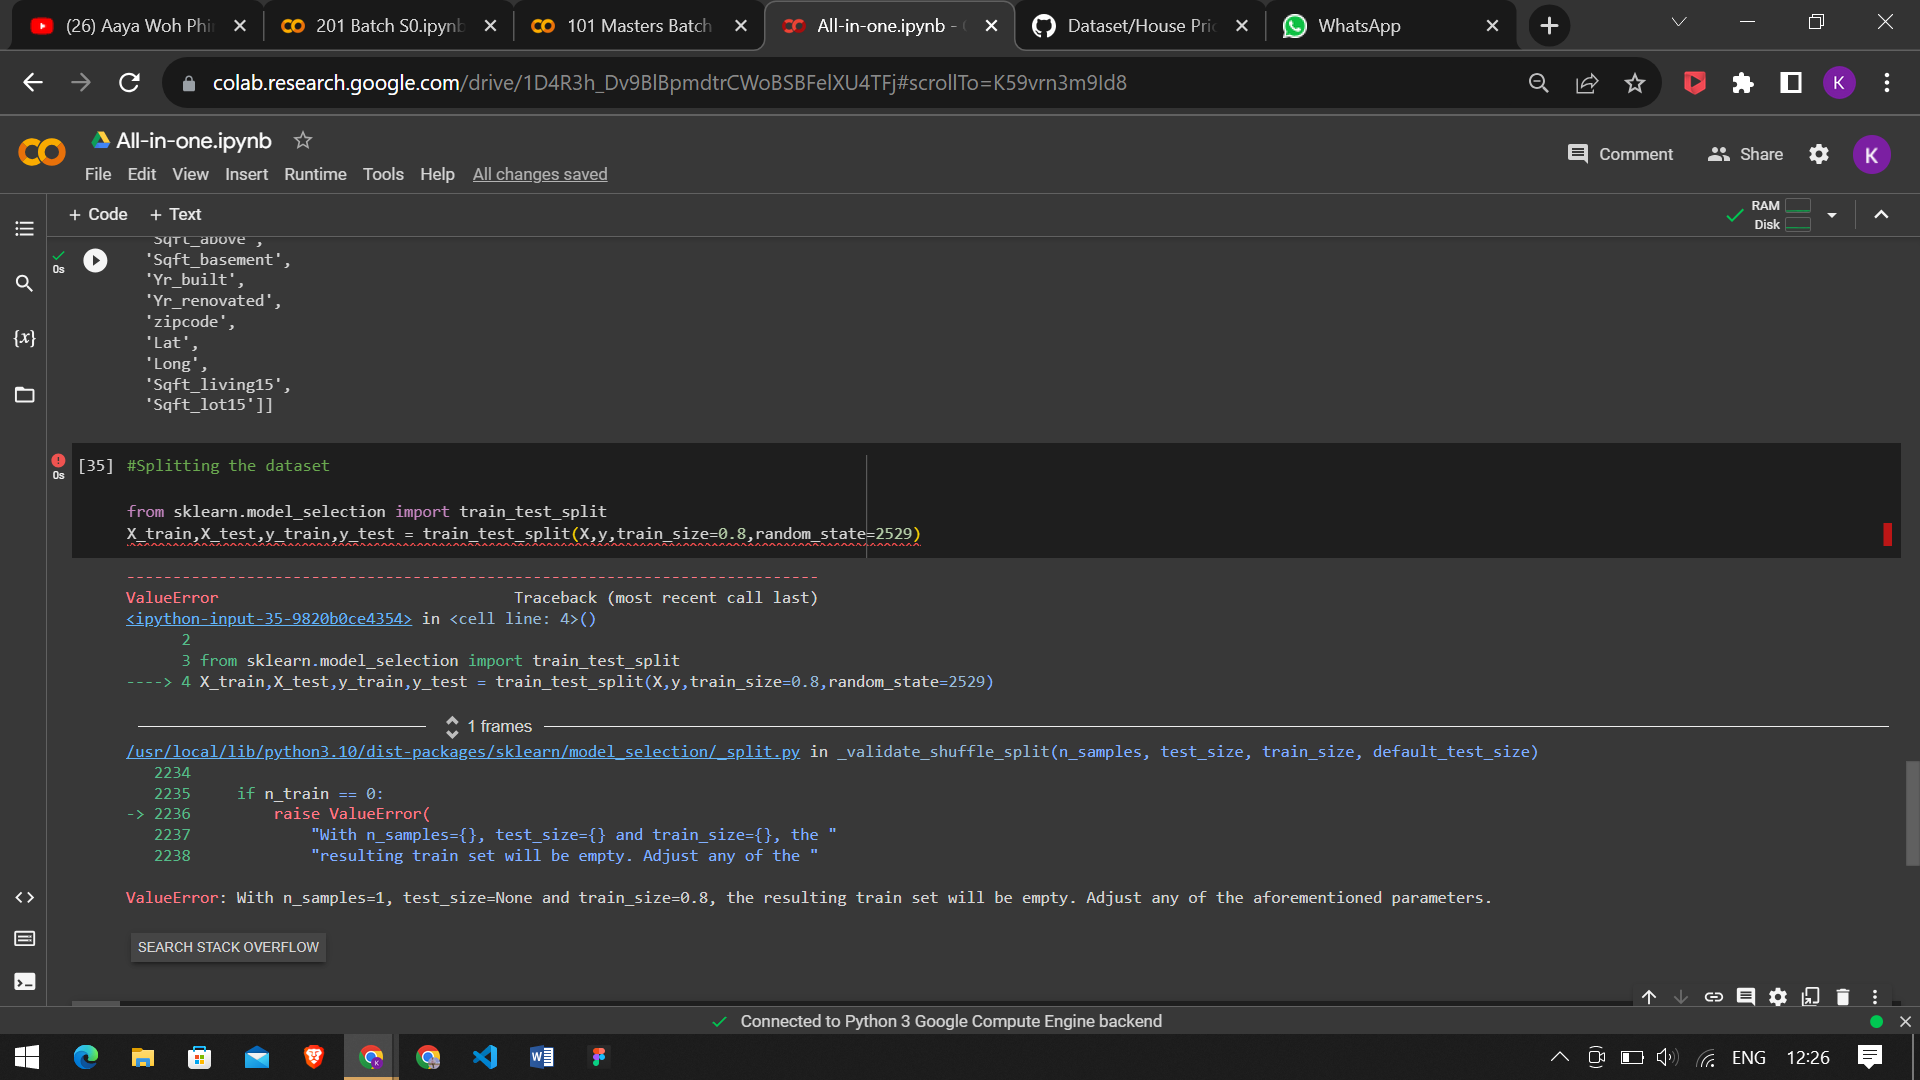 (26) Aaya Woh Phi
201 Batch S0.ipynb
101 Masters Batch
All-in-one.ipynb -
Dataset/House Pri
WhatsApp
colab.research.google.com/drive/1D4R3h_Dv9BlBpmdtrCWoBSBFelXU4TFj#scrollTo=K59vrn3m9Id8
K
All-in-one.ipynb
Comment
Share
K
File Edit View Insert Runtime Tools Help All changes saved
+ Code + Text
RAM
Disk
{x}
0s
'Sqft_above',
'Sqft_basement',
'Yr_built',
'Yr_renovated',
'zipcode',
'Lat',
'Long',
'Sqft_living15',
'Sqft_lot15']]
0s
[35] #Splitting the dataset
from sklearn.model_selection import train_test_split
X_train,X_test,y_train,y_test = train_test_split(X,y,train_size=0.8,random_state=2529)
---------------------------------------------------------------------------
ValueError Traceback (most recent call last)
<ipython-input-35-9820b0ce4354> in <cell line: 4>()
2
3 from sklearn.model_selection import train_test_split
----> 4 X_train,X_test,y_train,y_test = train_test_split(X,y,train_size=0.8,random_state=2529)
1 frames
/usr/local/lib/python3.10/dist-packages/sklearn/model_selection/_split.py in _validate_shuffle_split(n_samples, test_size, train_size, default_test_size)
2234
2235 if n_train == 0:
-> 2236 raise ValueError(
2237 "With n_samples={}, test_size={} and train_size={}, the "
2238 "resulting train set will be empty. Adjust any of the "
ValueError: With n_samples=1, test_size=None and train_size=0.8, the resulting train set will be empty. Adjust any of the aforementioned parameters.
SEARCH STACK OVERFLOW
Connected to Python 3 Google Compute Engine backend
ENG
12:26